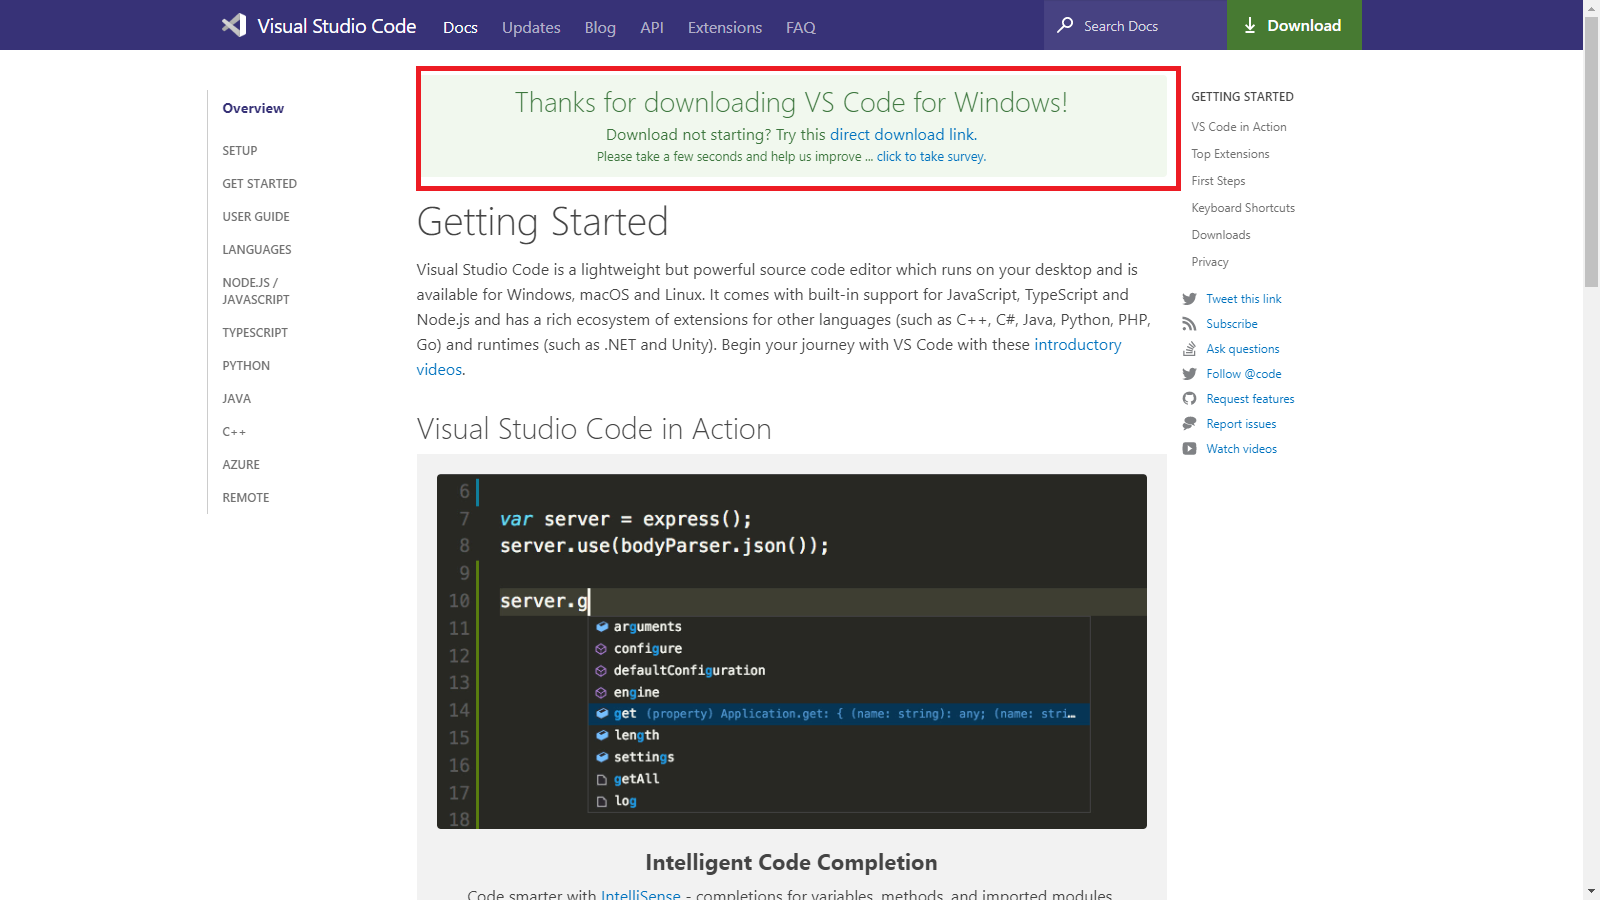 Visual Studio Code
Docs
Updates
Blog
API
Extensions
FAQ
Search Docs
Download
Overview
SETUP
GET STARTED
USER GUIDE
LANGUAGES
NODE.JS /
JAVASCRIPT
TYPESCRIPT
PYTHON
JAVA
C++
AZURE
REMOTE
Thanks for downloading VS Code for Windows!
Download not starting? Try this direct download link.
Please take a few seconds and help us improve ... click to take survey.
Getting Started
Visual Studio Code is a lightweight but powerful source code editor which runs on your desktop and is
available for Windows, macOS and Linux. It comes with built-in support for JavaScript, TypeScript and
Node.js and has a rich ecosystem of extensions for other languages (such as C++, C#, Java, Python, PHP,
Go) and runtimes (such as .NET and Unity). Begin your journey with VS Code with these introductory
videos.
Visual Studio Code in Action
6
7 var server = express();
8 server.use(bodyParser.json());
9
10 server.g
11 arguments
configure
12 defaultConfiguration
13 engine
14 get (property) Application.get: { (name: string): any; (name: stri…
15 length
16 settings
17 getAll
18 log
Intelligent Code Completion
Code smarter with IntelliSense - completions for variables, methods, and imported modules.
GETTING STARTED
VS Code in Action
Top Extensions
First Steps
Keyboard Shortcuts
Downloads
Privacy
Tweet this link
Subscribe
Ask questions
Follow @code
Request features
Report issues
Watch videos